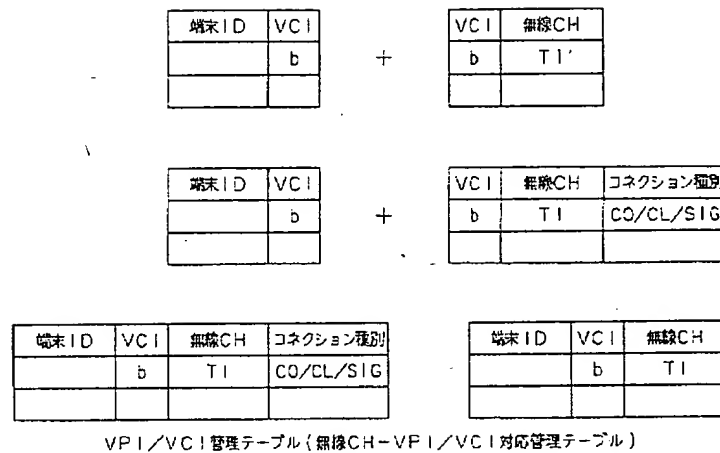 端末ID VCI VCI 無線CH
b + b T1'
端末ID VCI VCI 無線CH コネクション種別
b + b T1 CO/CL/SIG
端末ID VCI 無線CH コネクション種別 端末ID VCI 無線CH
b T1 CO/CL/SIG b T1
VPI/VCI管理テーブル(無線CH-VPI/VCI対応管理テーブル)